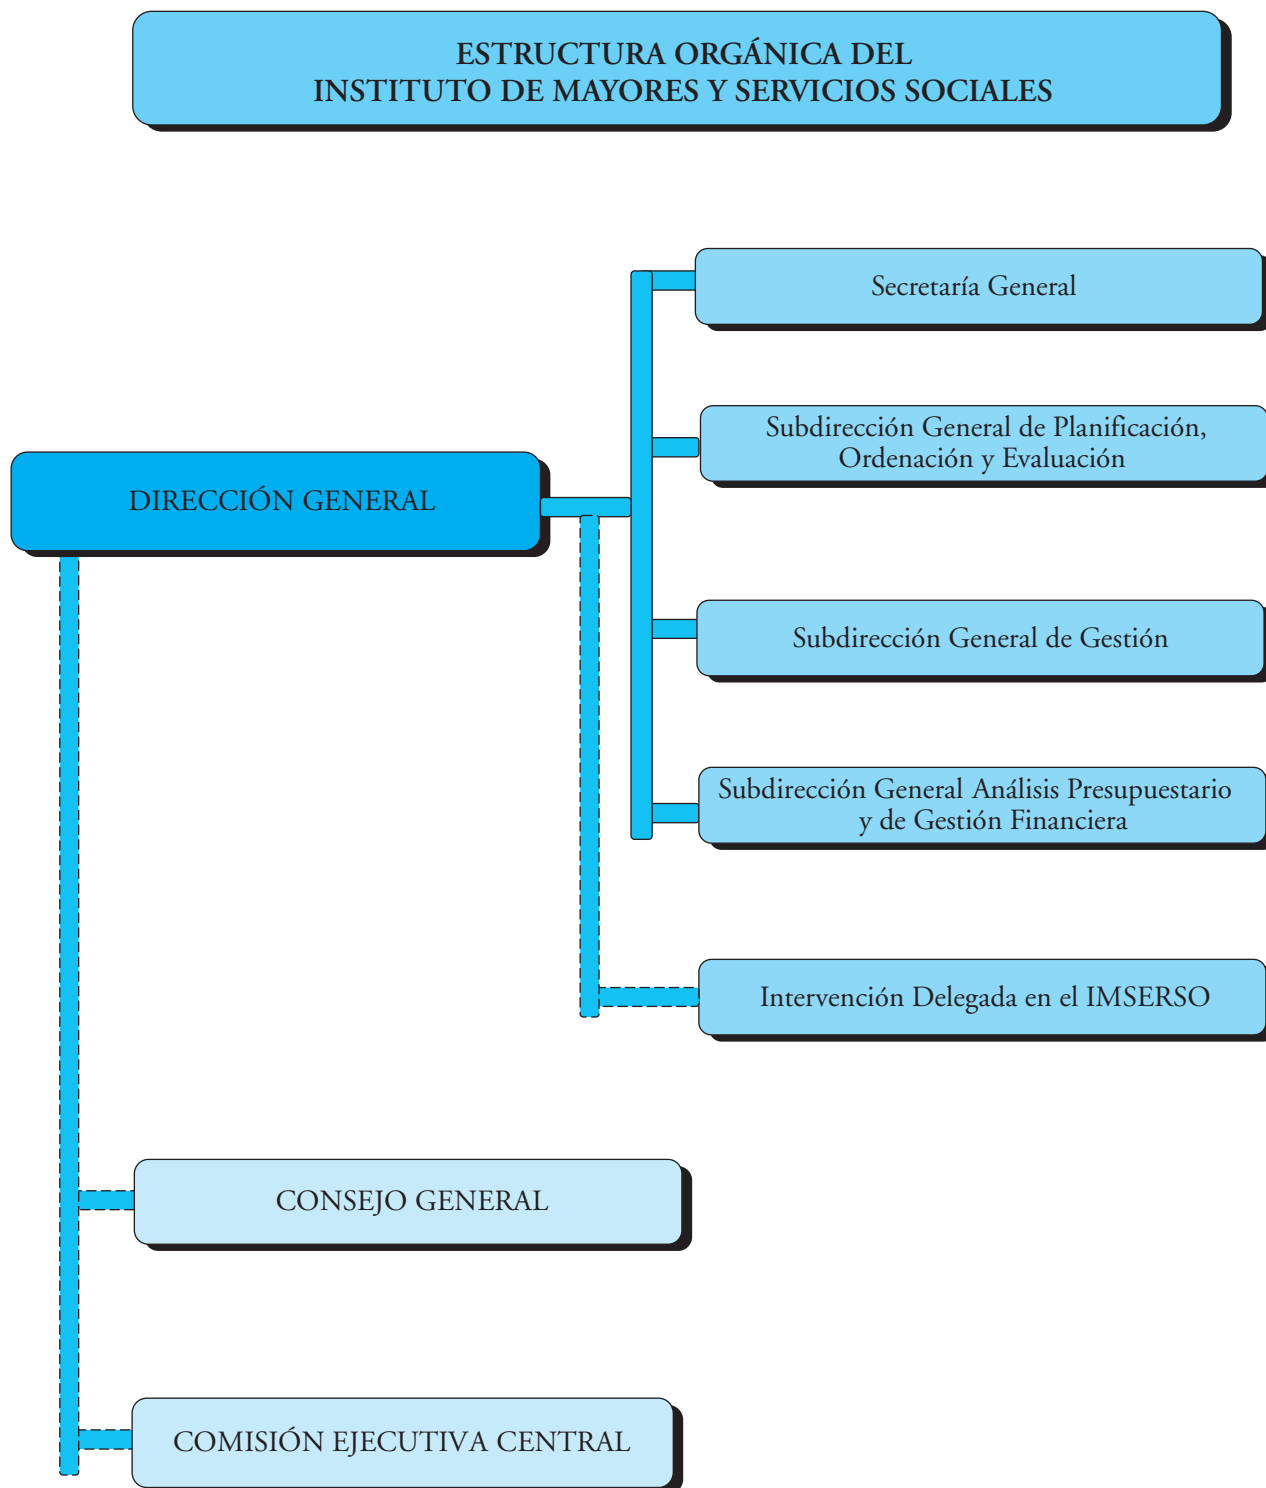 ESTRUCTURA ORGÁNICA DEL
INSTITUTO DE MAYORES Y SERVICIOS SOCIALES
Secretaría General
Subdirección General de Planificación,
Ordenación y Evaluación
DIRECCIÓN GENERAL
Subdirección General de Gestión
Subdirección General Análisis Presupuestario
y de Gestión Financiera
Intervención Delegada en el IMSERSO
CONSEJO GENERAL
COMISIÓN EJECUTIVA CENTRAL